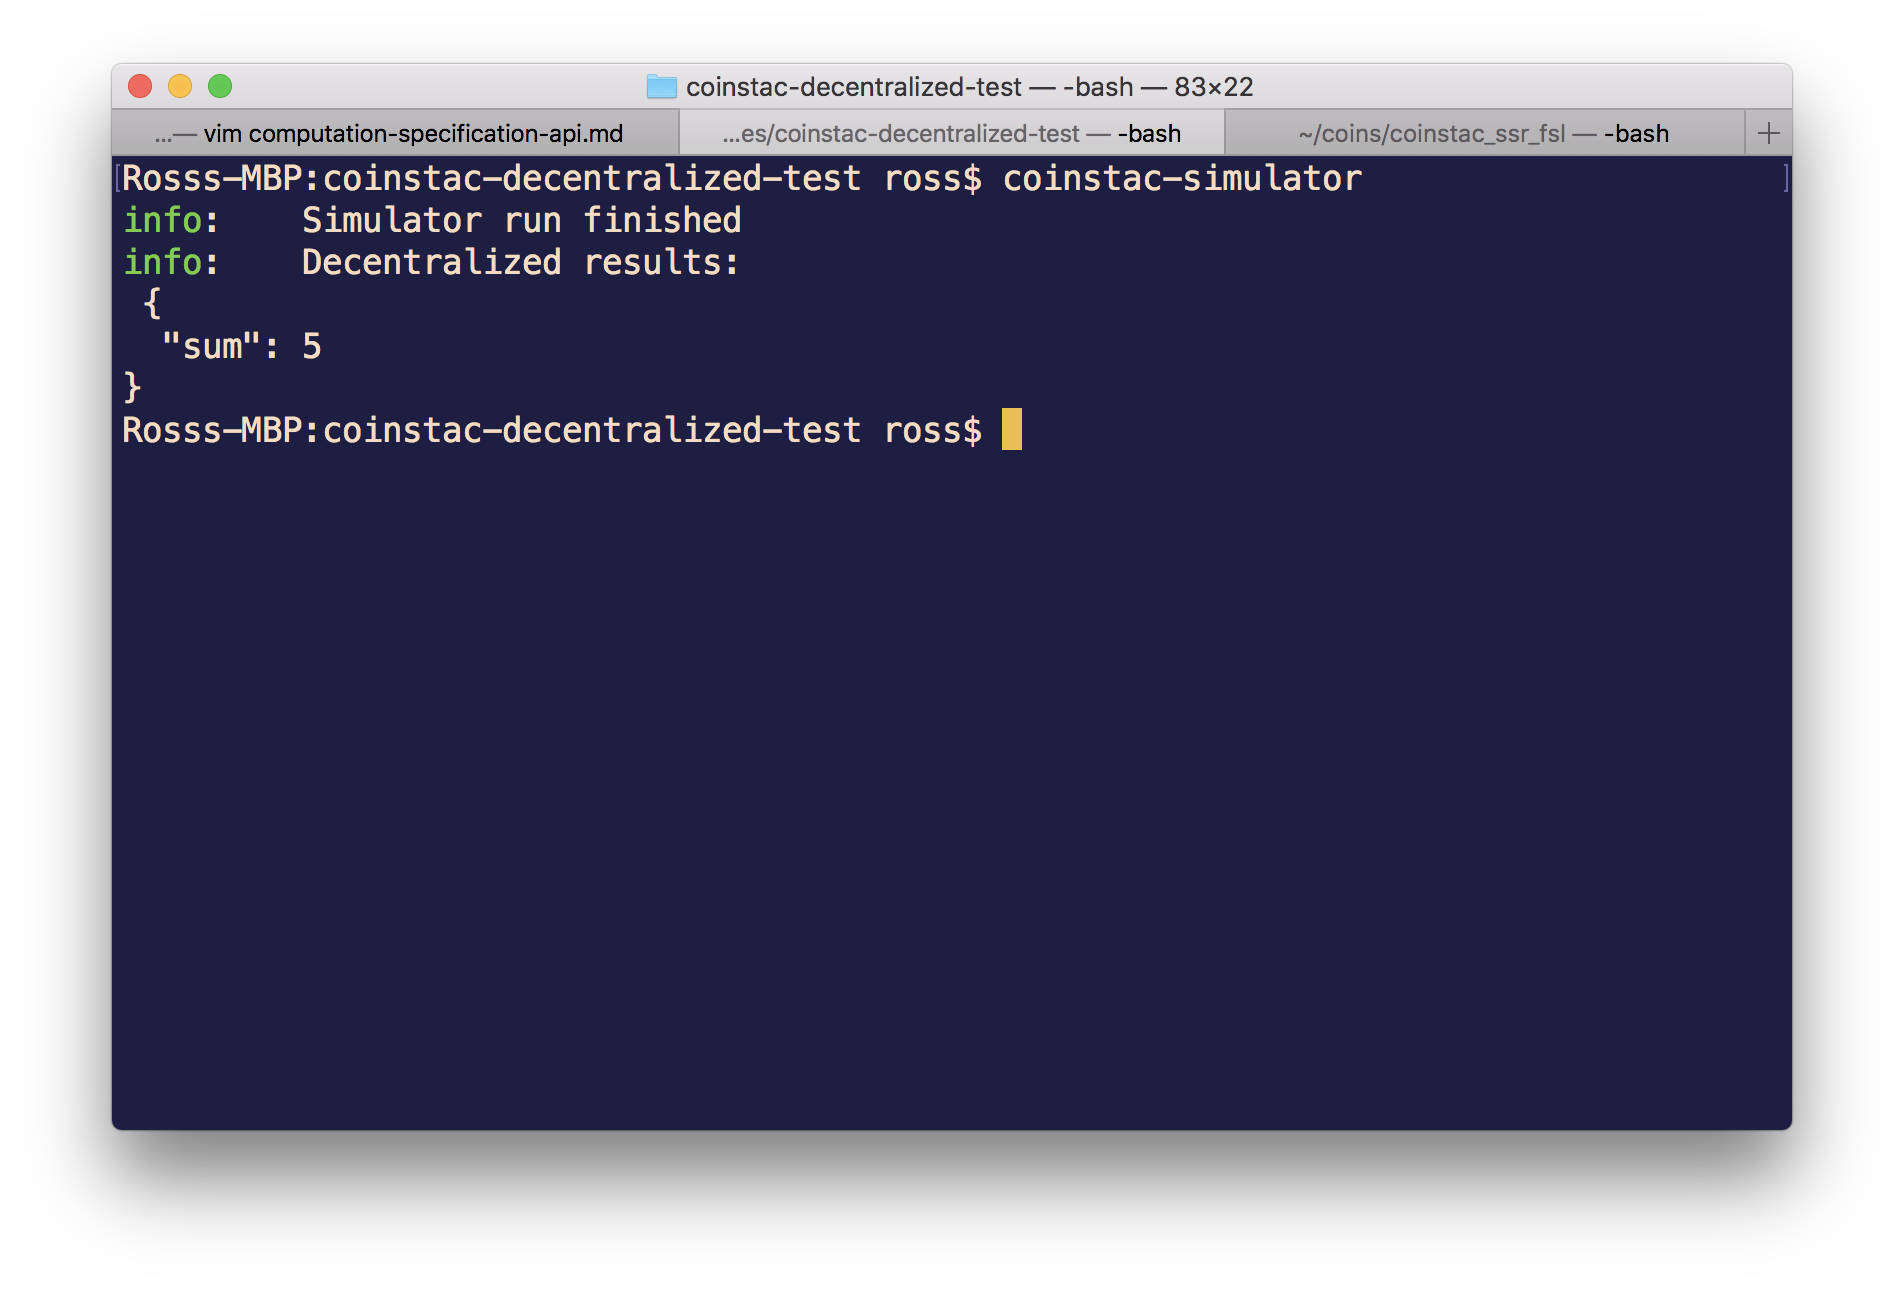 coinstac-decentralized-test — -bash — 83×22
...— vim computation-specification-api.md
...es/coinstac-decentralized-test — -bash
~/coins/coinstac_ssr_fsl — -bash
[Rosss-MBP:coinstac-decentralized-test ross$ coinstac-simulator ]
info:    Simulator run finished
info:    Decentralized results:
 {
  "sum": 5
}
Rosss-MBP:coinstac-decentralized-test ross$